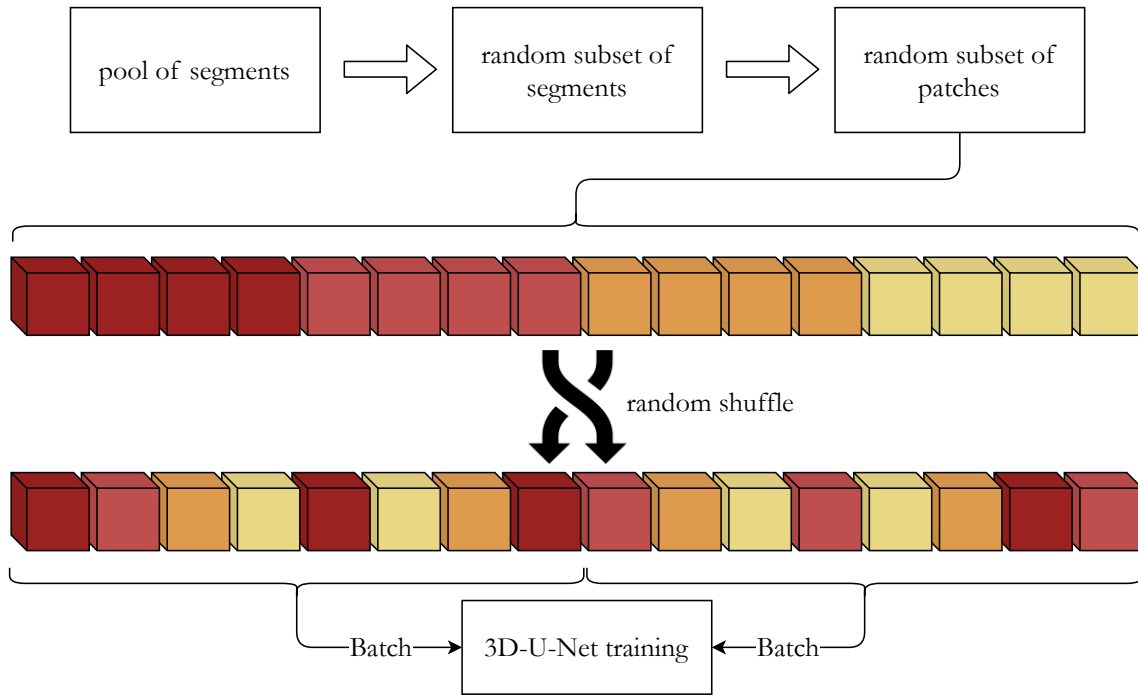 pool of segments
random subset of
segments
random subset of
patches
random shuffle
Batch
3D-U-Net training
Batch